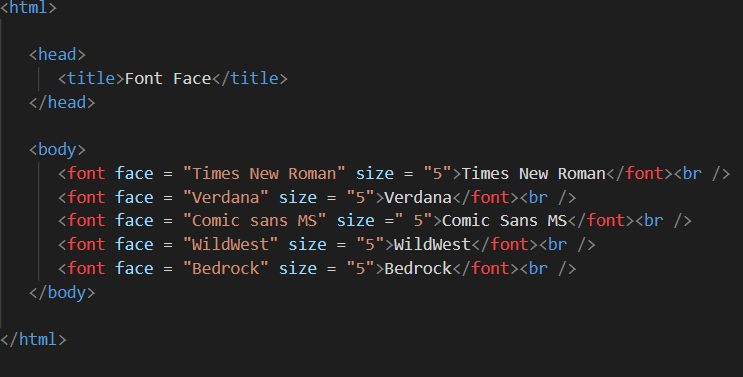 <html>
<head>
<title>Font Face</title>
</head>
<body>
<font face = "Times New Roman" size = "5">Times New Roman</font><br />
<font face = "Verdana" size = "5">Verdana</font><br />
<font face = "Comic sans MS" size =" 5">Comic Sans MS</font><br />
<font face = "WildWest" size = "5">WildWest</font><br />
<font face = "Bedrock" size = "5">Bedrock</font><br />
</body>
</html>